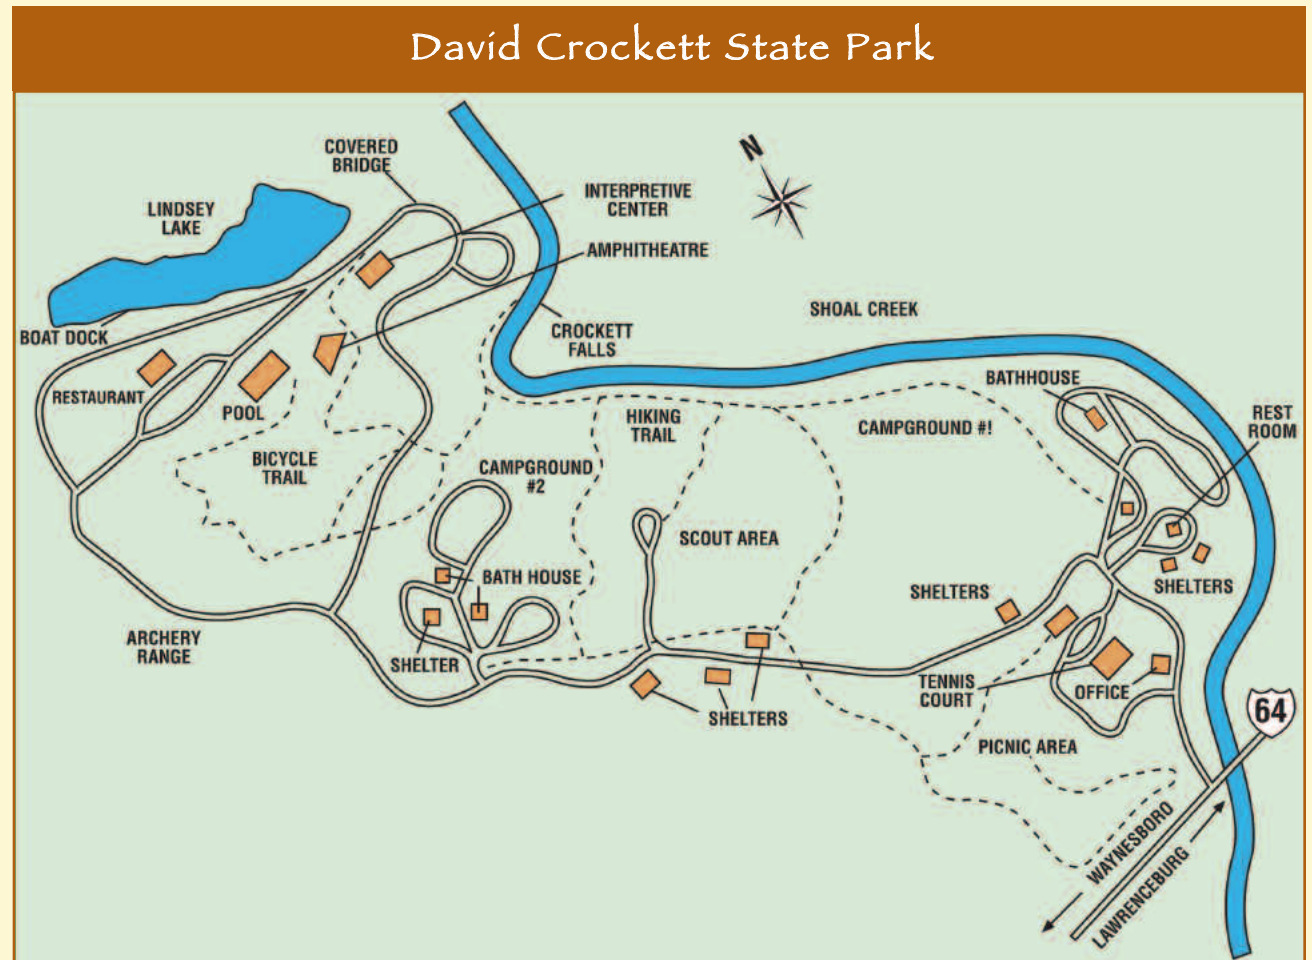 David Crockett State Park
COVERED
BRIDGE
N
INTERPRETIVE
CENTER
LINDSEY
LAKE
AMPHITHEATRE
SHOAL CREEK
BOAT DOCK
CROCKETT
FALLS
BATHHOUSE
RESTAURANT
POOL
HIKING
TRAIL
CAMPGROUND #!
REST
ROOM
BICYCLE
TRAIL
CAMPGROUND
#2
SCOUT AREA
BATH HOUSE
SHELTERS
SHELTERS
ARCHERY
RANGE
SHELTER
TENNIS
COURT
OFFICE
SHELTERS
64
PICNIC AREA
WAYNESBORO
LAWRENCEBURG